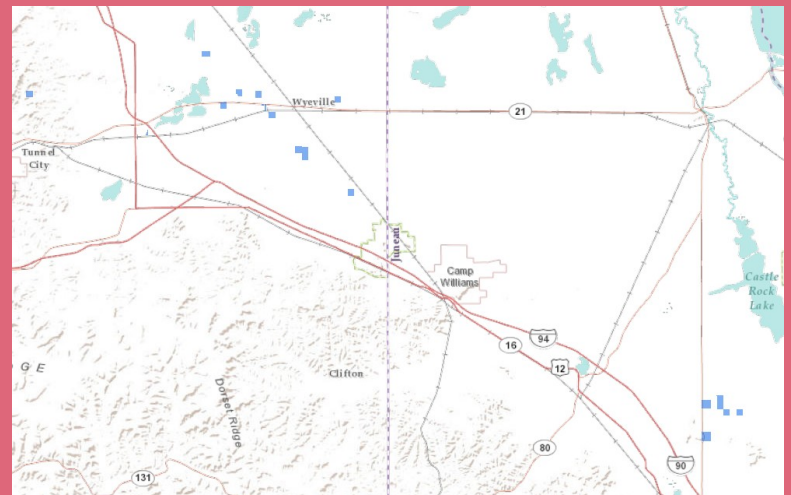 Wyeville
21
Tunnel
City
Juneau
Camp
Williams
Castle
Rock
Lake
94
16
12
G E
Clifton
Dorset Ridge
80
90
131